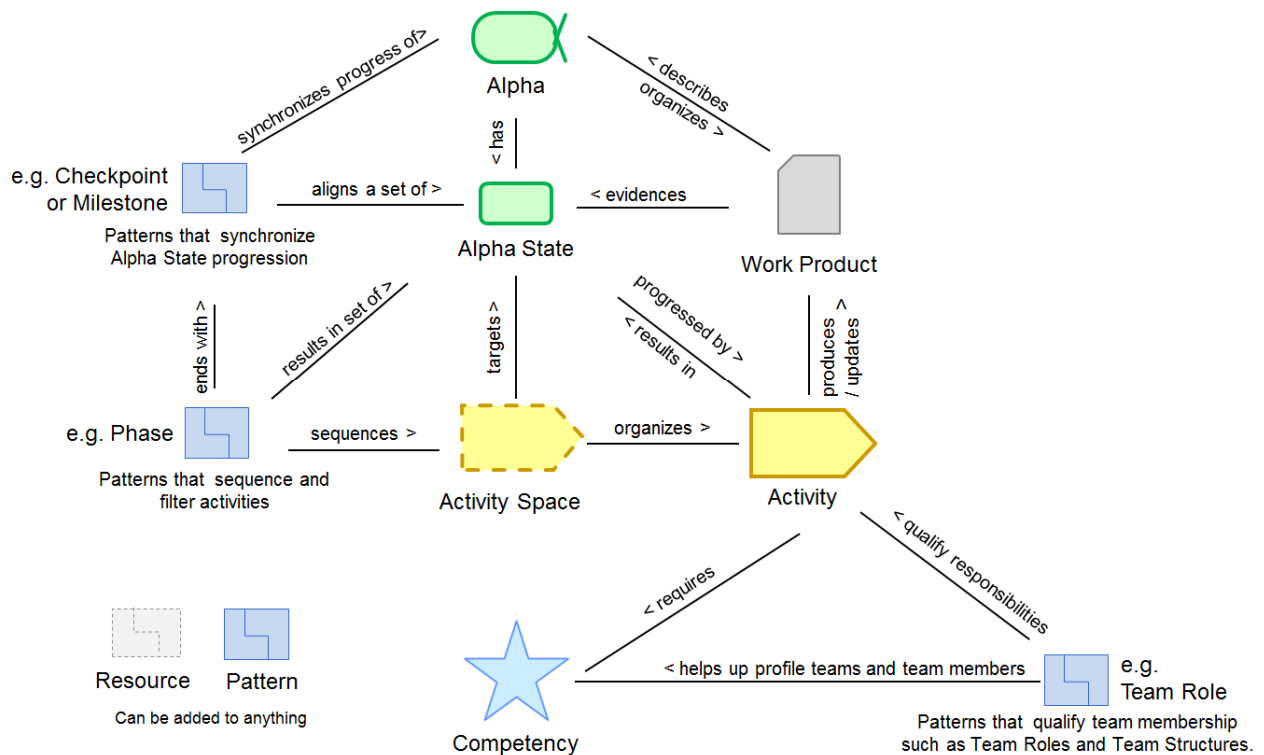 Alpha
synchronizes progress of>
< describes
organizes >
< has
e.g. Checkpoint
or Milestone
Patterns that synchronize
Alpha State progression
aligns a set of >
Alpha State
< evidences
Work Product
ends with >
results in set of >
targets >
progressed by >
< results in
produces >
/ updates
e.g. Phase
Patterns that sequence and
filter activities
sequences >
Activity Space
organizes >
Activity
< requires
< qualify responsibilities
Resource
Pattern
Can be added to anything
Competency
< helps up profile teams and team members
e.g.
Team Role
Patterns that qualify team membership
such as Team Roles and Team Structures.